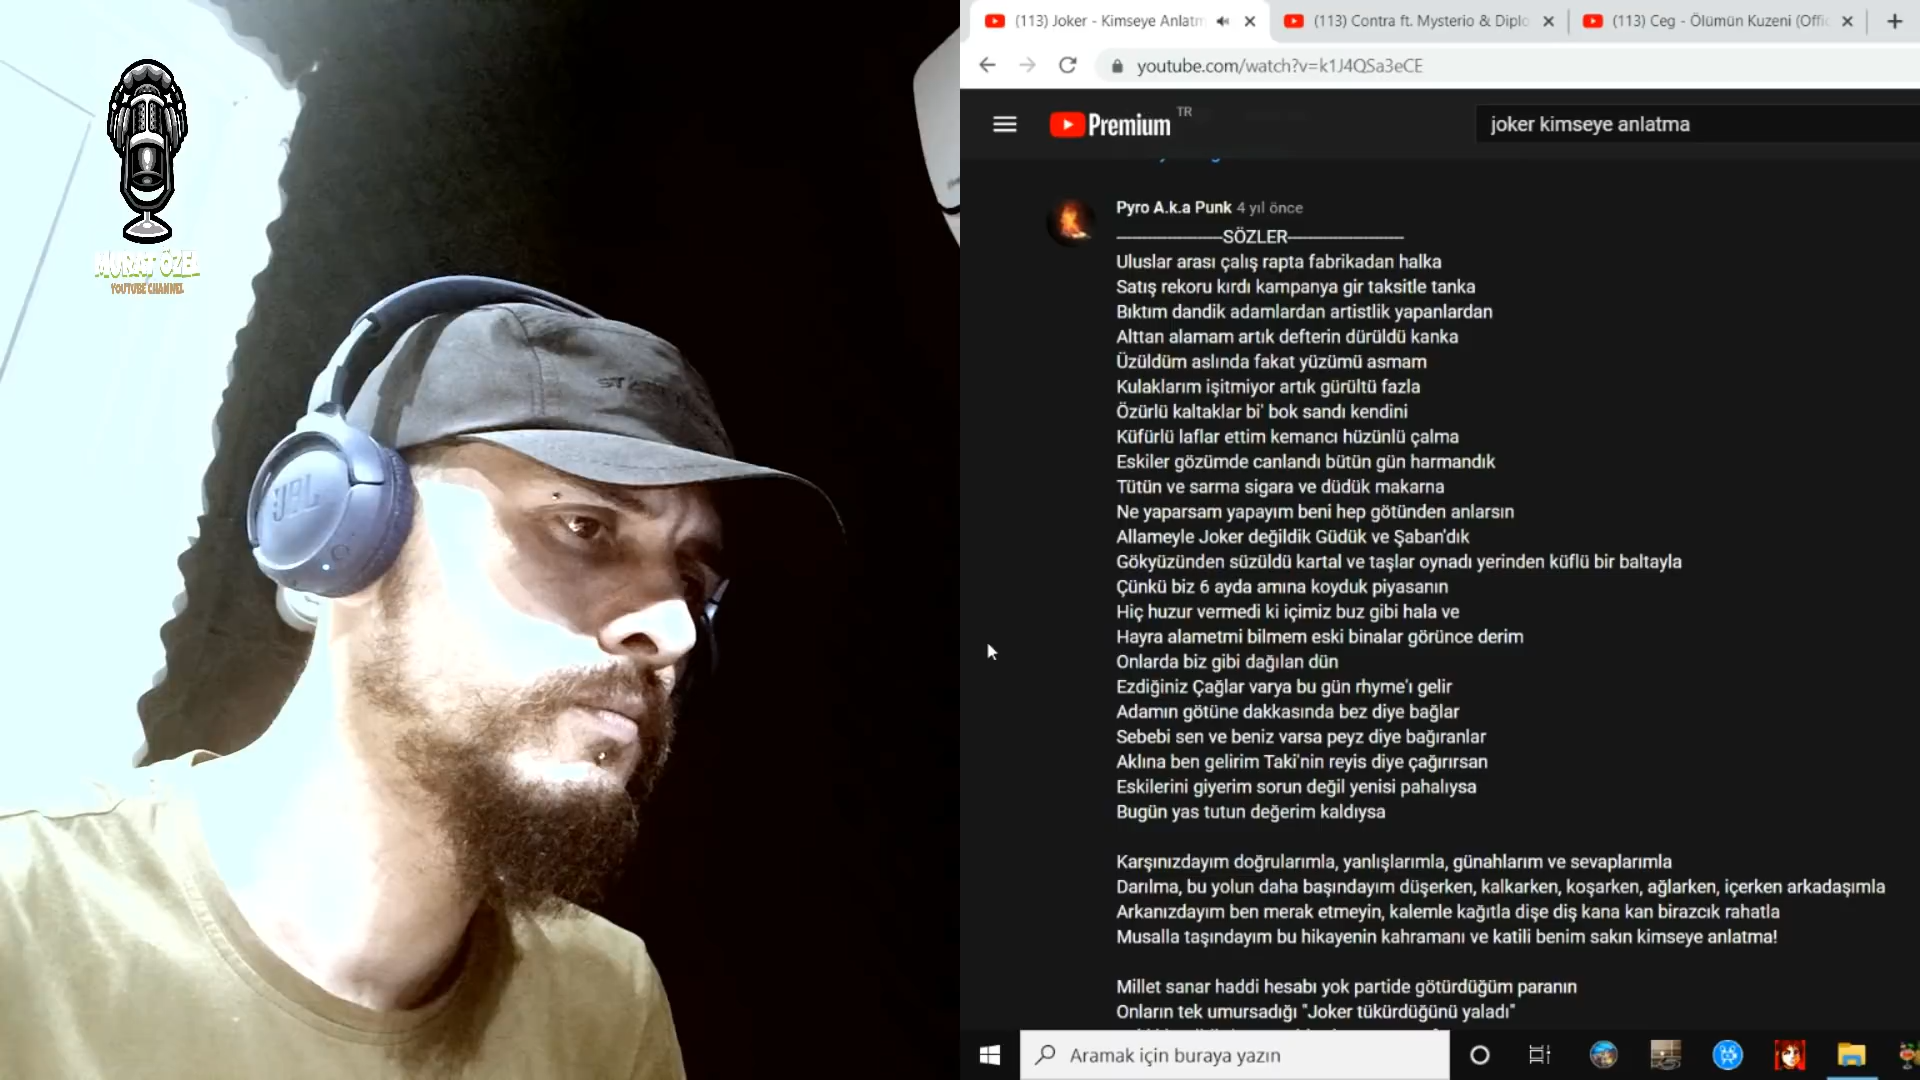 MURAT ÖZEL
YOUTUBE CHANNEL
JBL
(113) Joker - Kimseye Anlatm
(113) Contra ft. Mysterio & Diplo
(113) Ceg - Ölümün Kuzeni (Offic
youtube.com/watch?v=k1J4QSa3eCE
Premium TR
joker kimseye anlatma
Pyro A.k.a Punk 4 yıl önce
-------------------SÖZLER--------------------
Uluslar arası çalış rapta fabrikadan halka
Satış rekoru kırdı kampanya gir taksitle tanka
Bıktım dandik adamlardan artistlik yapanlardan
Alttan alamam artık defterin dürüldü kanka
Üzüldüm aslında fakat yüzümü asmam
Kulaklarım işitmiyor artık gürültü fazla
Özürlü kaltaklar bi' bok sandı kendini
Küfürlü laflar ettim kemancı hüzünlü çalma
Eskiler gözümde canlandı bütün gün harmandık
Tütün ve sarma sigara ve düdük makarna
Ne yaparsam yapayım beni hep götünden anlarsın
Allameyle Joker değildik Güdük ve Şaban'dık
Gökyüzünden süzüldü kartal ve taşlar oynadı yerinden küflü bir baltayla
Çünkü biz 6 ayda amına koyduk piyasanın
Hiç huzur vermedi ki içimiz buz gibi hala ve
Hayra alametmi bilmem eski binalar görünce derim
Onlarda biz gibi dağılan dün
Ezdiğiniz Çağlar varya bu gün rhyme'ı gelir
Adamın götüne dakkasında bez diye bağlar
Sebebi sen ve beniz varsa peyz diye bağıranlar
Aklına ben gelirim Taki'nin reyis diye çağırırsan
Eskilerini giyerim sorun değil yenisi pahalıysa
Bugün yas tutun değerim kaldıysa
Karşınızdayım doğrularımla, yanlışlarımla, günahlarım ve sevaplarımla
Darılma, bu yolun daha başındayım düşerken, kalkarken, koşarken, ağlarken, içerken arkadaşımla
Arkanızdayım ben merak etmeyin, kalemle kağıtla dişe diş kana kan birazcık rahatla
Musalla taşındayım bu hikayenin kahramanı ve katili benim sakın kimseye anlatma!
Millet sanar haddi hesabı yok partide götürdüğüm paranın
Onların tek umursadığı "Joker tükürdüğünü yaladı"
Aramak için buraya yazın